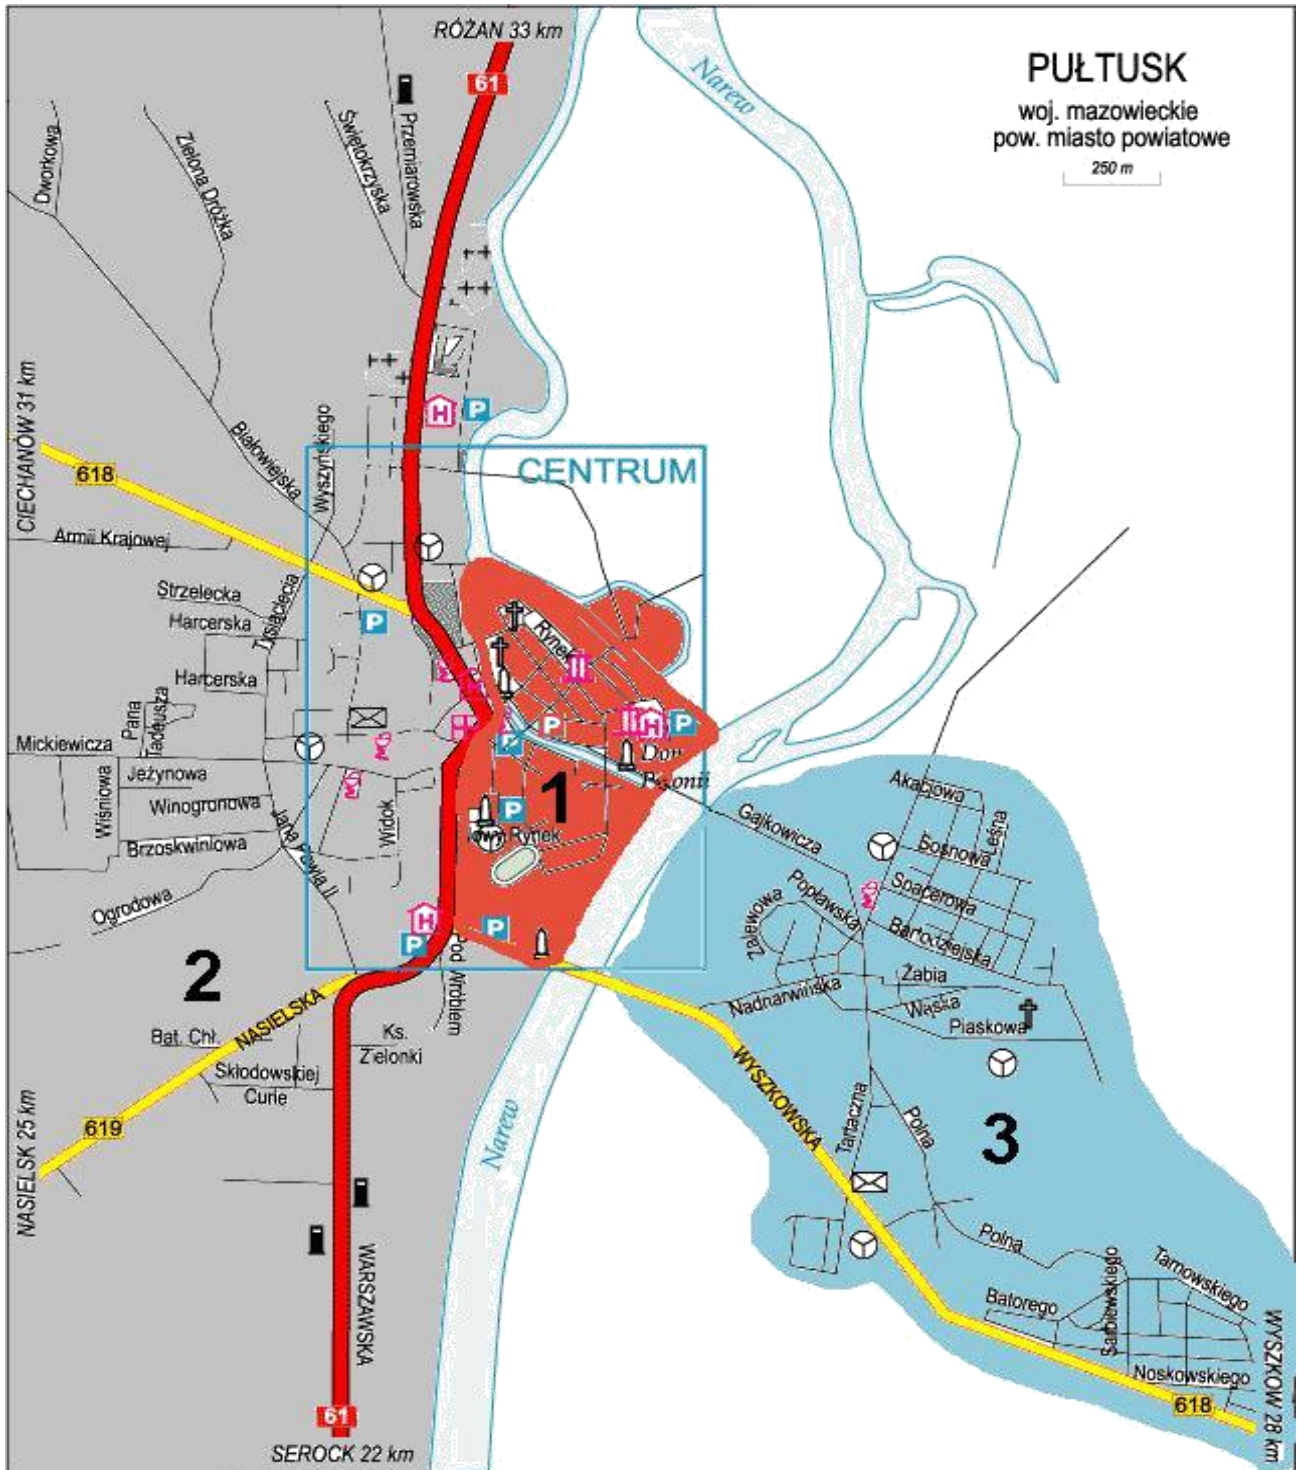 RÓŻAN 33 km
61
Narew
PUŁTUSK
woj. mazowieckie
pow. miasto powiatowe
250 m
Dworkowa
Zielona Dróżka
Świętokrzyska
Przemiarowska
CIECHANÓW 31 km
618
Białowiejska
Wyszyńskiego
H
P
CENTRUM
Armii Krajowej
Strzelecka
Harcerska
Tysiąclecia
P
Harcerska
Rynek
Pana
Tadeusza
Mickiewicza
P
H
P
P
Jeżynowa
Wiśniowa
Winogronowa
Widok
Brzoskwiniowa
Jana Pawła II
P
1
Ogrodowa
H
P
P
Pod Wróblem
2
NASIELSKA
Bat. Chł.
Ks.
Zielonki
Skłodowskiej
Curie
619
NASIELSK 25 km
Narew
WARSZAWSKA
61
SEROCK 22 km
Akacjowa
Leśna
Gajkowicza
Sosnowa
Spacerowa
Popławska
Zalewowa
Bartodziejska
Żabia
Nadnarwińska
Wąska
Piaskowa
WYSZKOWSKA
Tartaczna
Polna
3
Polna
Tarnowskiego
Batorego
Sarbiewskiego
Noskowskiego
618
WYSZKÓW 28 km